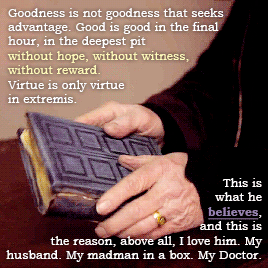 Goodness is not goodness that seeks
advantage. Good is good in the final
hour, in the deepest pit
without hope, without witness,
without reward.
Virtue is only virtue
in extremis.
This is
what he
believes,
and this is
the reason, above all, I love him. My
husband. My madman in a box. My Doctor.